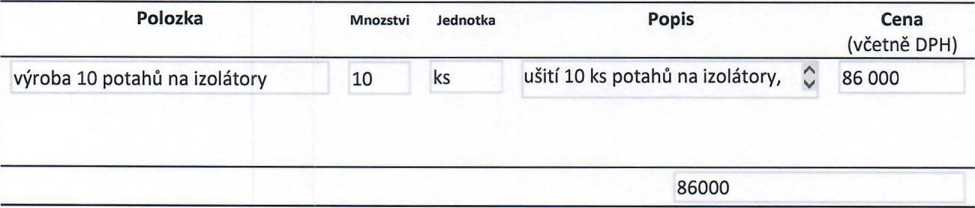 Polozka Mnozstvi Jednotka Popis Cena
(včetně DPH)
výroba 10 potahů na izolátory 10 ks ušití 10 ks potahů na izolátory, 86 000
86000